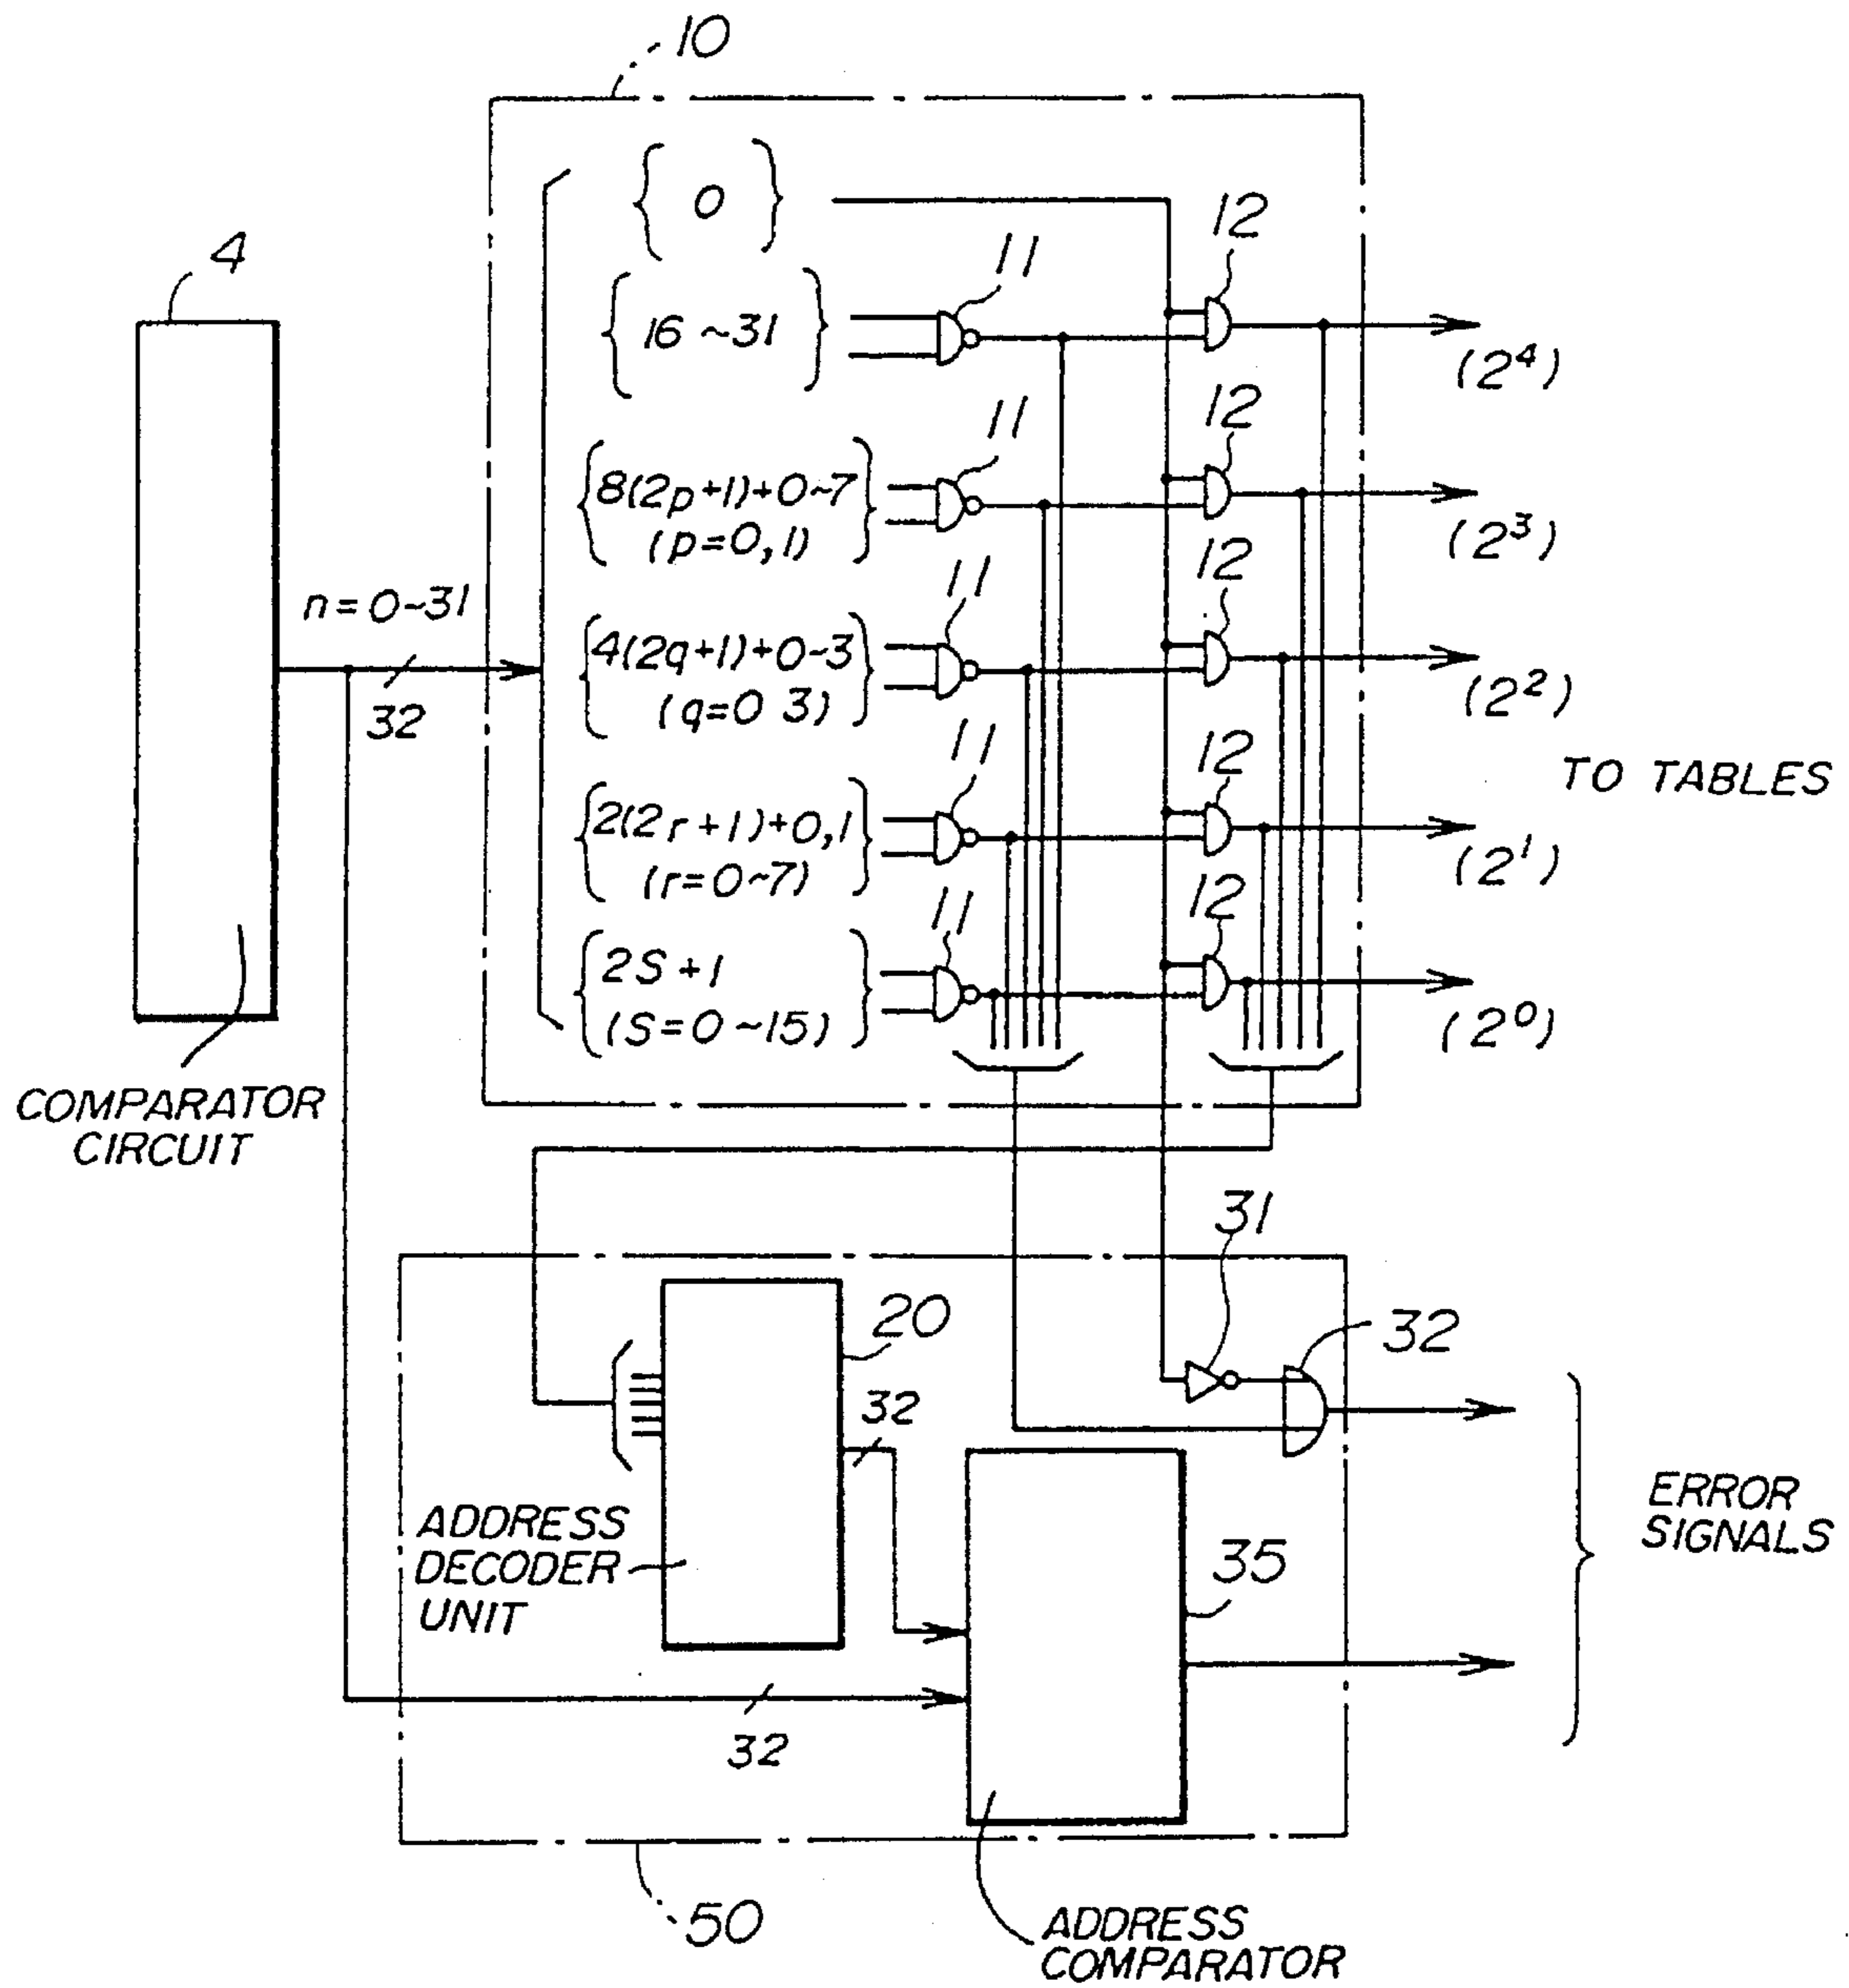 10
{ 0 }
12
4
11
{ 16 ~31 }
(2⁴)
12
11
{ 8(2p+1)+0~7
(p=0,1) }
(2³)
12
n=0~31
11
{ 4(2q+1)+0~3
(q=0 3) }
(2²)
32
12
11
TO TABLES
{ 2(2r+1)+0,1
(r=0~7) }
(2¹)
12
11
{ 2S+1
(S=0~15) }
(2⁰)
COMPARATOR
CIRCUIT
31
20
32
32
ERROR
SIGNALS
ADDRESS
DECODER
UNIT
35
32
50
ADDRESS
COMPARATOR